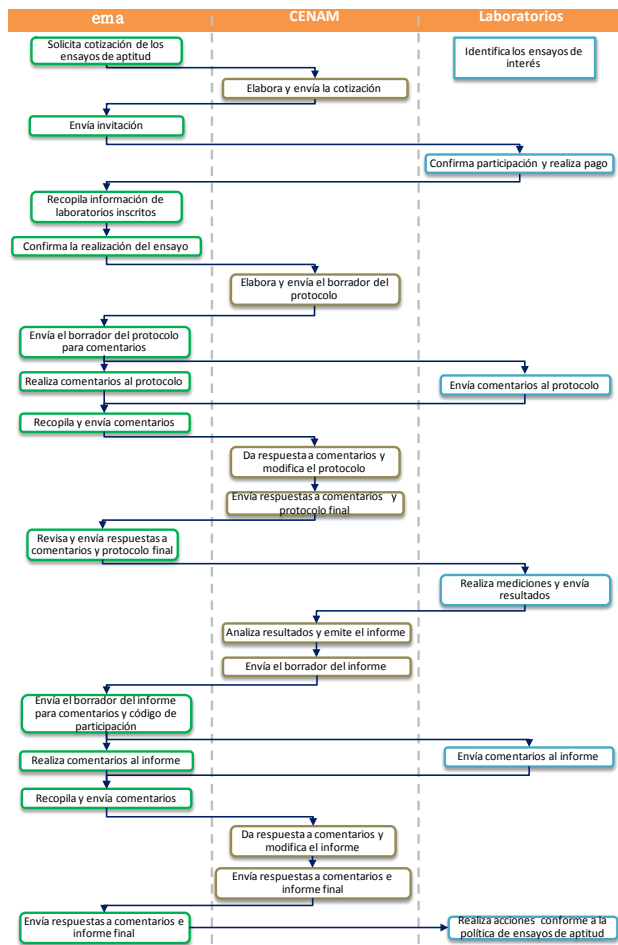 ema CENAM Laboratorios
Solicita cotización de los
ensayos de aptitud
Identifica los ensayos de
interés
Elabora y envía la cotización
Envía invitación
Confirma participación y realiza pago
Recopila información de
laboratorios inscritos
Confirma la realización del ensayo
Elabora y envía el borrador del
protocolo
Envía el borrador del protocolo
para comentarios
Realiza comentarios al protocolo
Envía comentarios al protocolo
Recopila y envía comentarios
Da respuesta a comentarios y
modifica el protocolo
Envía respuestas a comentarios y
protocolo final
Revisa y envía respuestas a
comentarios y protocolo final
Realiza mediciones y envía
resultados
Analiza resultados y emite el informe
Envía el borrador del informe
Envía el borrador del informe
para comentarios y código de
participación
Realiza comentarios al informe
Envía comentarios al informe
Recopila y envía comentarios
Da respuesta a comentarios y
modifica el informe
Envía respuestas a comentarios e
informe final
Envía respuestas a comentarios e
informe final
Realiza acciones conforme a la
política de ensayos de aptitud